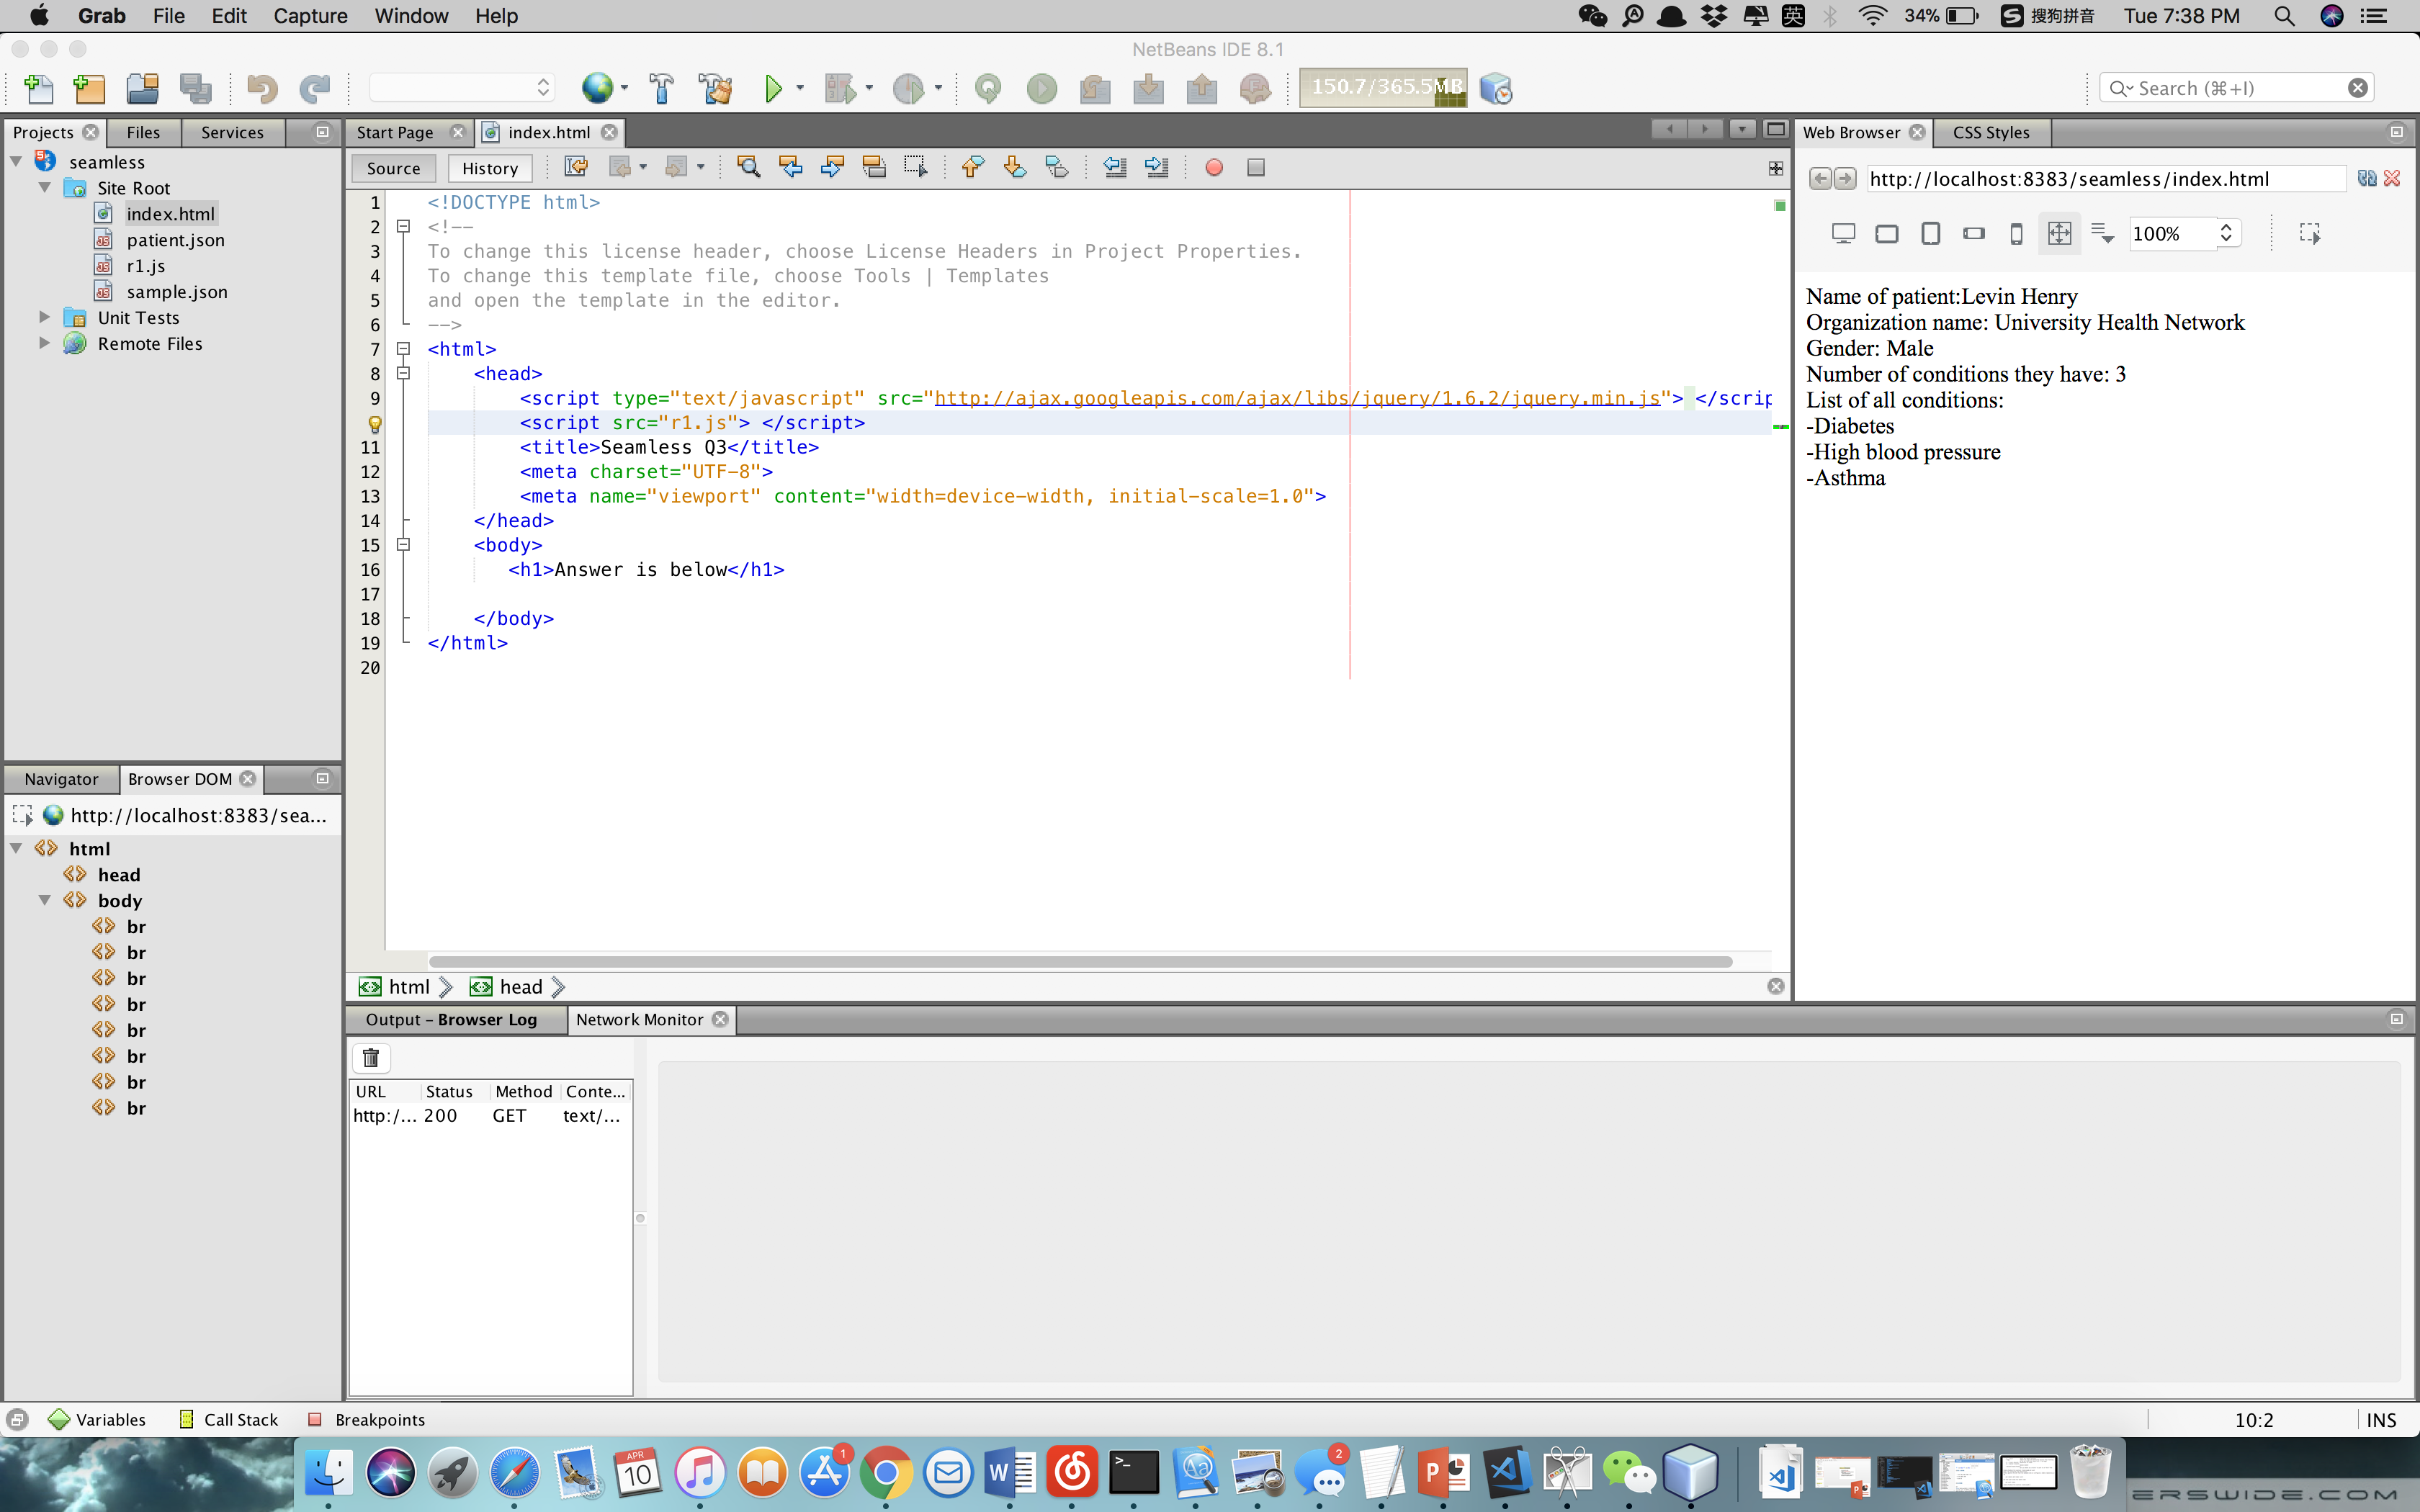 Grab File Edit Capture Window Help 英 34% 搜狗拼音 Tue 7:38 PM
NetBeans IDE 8.1
150.7/365.5MB Search (⌘+I)
Projects Files Services
seamless
Site Root
index.html
patient.json
r1.js
sample.json
Unit Tests
Remote Files
Start Page index.html
Source History
1 <!DOCTYPE html>
2 <!--
3 To change this license header, choose License Headers in Project Properties.
4 To change this template file, choose Tools | Templates
5 and open the template in the editor.
6 -->
7 <html>
8 <head>
9 <script type="text/javascript" src="http://ajax.googleapis.com/ajax/libs/jquery/1.6.2/jquery.min.js"> </scrip
<script src="r1.js"> </script>
11 <title>Seamless Q3</title>
12 <meta charset="UTF-8">
13 <meta name="viewport" content="width=device-width, initial-scale=1.0">
14 </head>
15 <body>
16 <h1>Answer is below</h1>
17
18 </body>
19 </html>
20
html head
Web Browser CSS Styles
http://localhost:8383/seamless/index.html
100%
Name of patient:Levin Henry
Organization name: University Health Network
Gender: Male
Number of conditions they have: 3
List of all conditions:
-Diabetes
-High blood pressure
-Asthma
Navigator Browser DOM
http://localhost:8383/sea...
html
head
body
br
br
br
br
br
br
br
br
Output – Browser Log Network Monitor
URL Status Method Conte...
http:/... 200 GET text/...
Variables Call Stack Breakpoints 10:2 INS
APR
10
1
2
ERSWIDE.COM